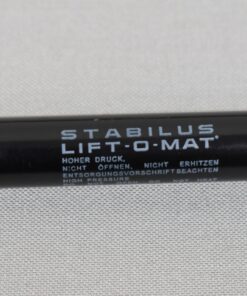 STABILUS
LIFT-O-MAT
HOHER DRUCK,
NICHT ÖFFNEN, NICHT ERHITZEN
ENTSORGUNGSVORSCHRIFT BEACHTEN
HIGH PRESSURE